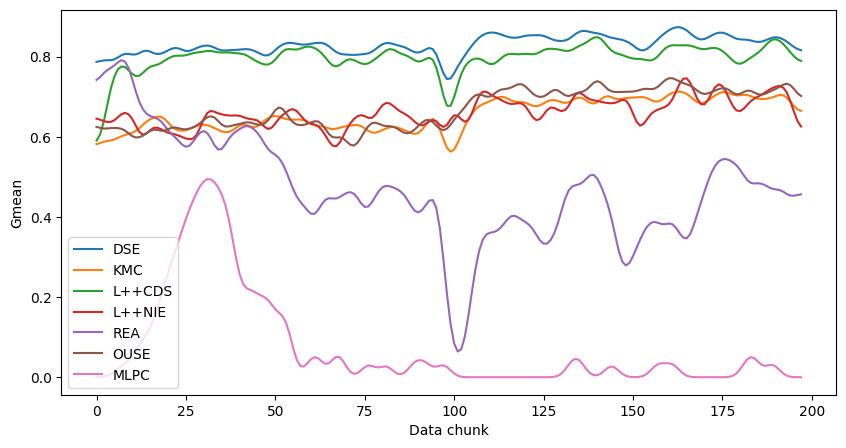 0.8
0.6
0.4
0.2
0.0
Gmean
DSE
KMC
L++CDS
L++NIE
REA
OUSE
MLPC
0 25 50 75 100 125 150 175 200
Data chunk